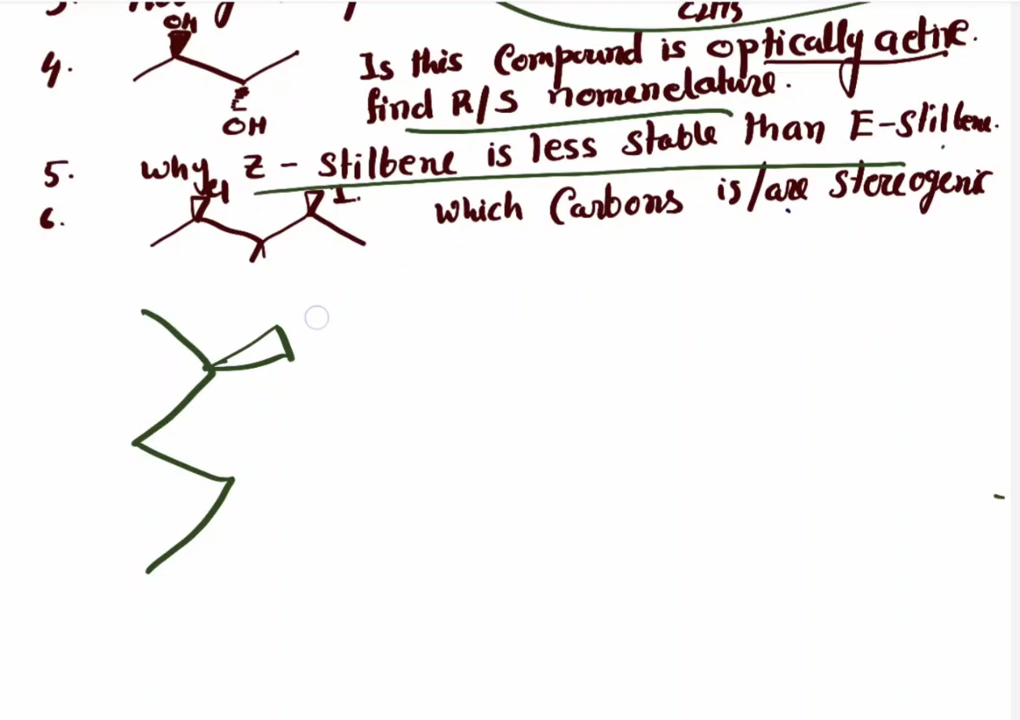 C2H5
OH
4. Is this Compound is optically active.
find R/S nomenclature.
OH
5. why Z - Stilbene is less stable than E-Stilbene.
6. Cl I. which Carbons is/are stereogenic